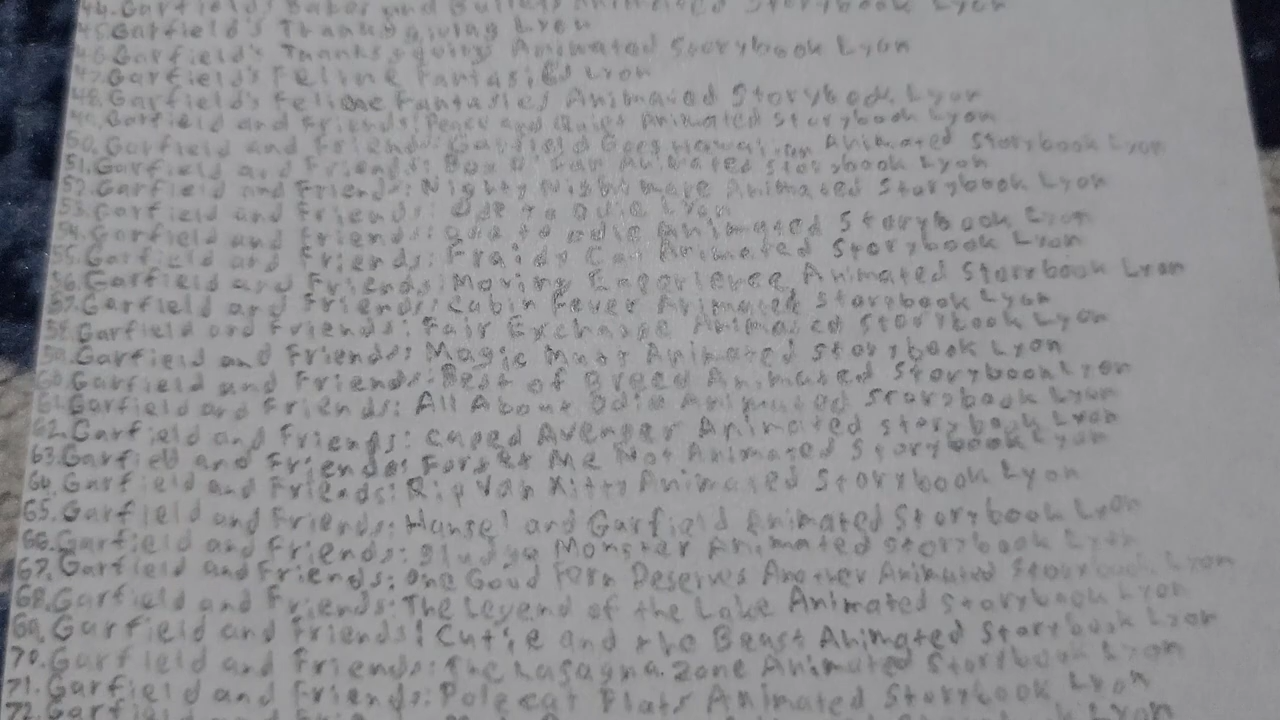 44. Garfield's Babes and Bullets Animated Storybook Lyon
45. Garfield's Thanksgiving Lyon
46. Garfield's Thanksgiving Animated Storybook Lyon
47. Garfield's Feline Fantasies Lyon
48. Garfield's Feline Fantasies Animated Storybook Lyon
49. Garfield and Friends: Peace and Quiet Animated Storybook Lyon
50. Garfield and Friends: Garfield Goes Hawaiian Animated Storybook Lyon
51. Garfield and Friends: Box O' Fun Animated Storybook Lyon
52. Garfield and Friends: Nighty Nightmare Animated Storybook Lyon
53. Garfield and Friends: Ode to Odie Lyon
54. Garfield and Friends: Ode to Odie Animated Storybook Lyon
55. Garfield and Friends: Fraidy Cat Animated Storybook Lyon
56. Garfield and Friends: Moving Experience Animated Storybook Lyon
57. Garfield and Friends: Cabin Fever Animated Storybook Lyon
58. Garfield and Friends: Fair Exchange Animated Storybook Lyon
59. Garfield and Friends: Magic Mutt Animated Storybook Lyon
60. Garfield and Friends: Best of Breed Animated Storybook Lyon
61. Garfield and Friends: All About Odie Animated Storybook Lyon
62. Garfield and Friends: Caped Avenger Animated Storybook Lyon
63. Garfield and Friends: Forget Me Not Animated Storybook Lyon
64. Garfield and Friends: Rip Van Kitty Animated Storybook Lyon
65. Garfield and Friends: Hansel and Garfield Animated Storybook Lyon
66. Garfield and Friends: Sludge Monster Animated Storybook Lyon
67. Garfield and Friends: One Good Fern Deserves Another Animated Storybook Lyon
68. Garfield and Friends: The Legend of the Lake Animated Storybook Lyon
69. Garfield and Friends: Cutie and the Beast Animated Storybook Lyon
70. Garfield and Friends: The Lasagna Zone Animated Storybook Lyon
71. Garfield and Friends: Polecat Flats Animated Storybook Lyon
72. Garfield